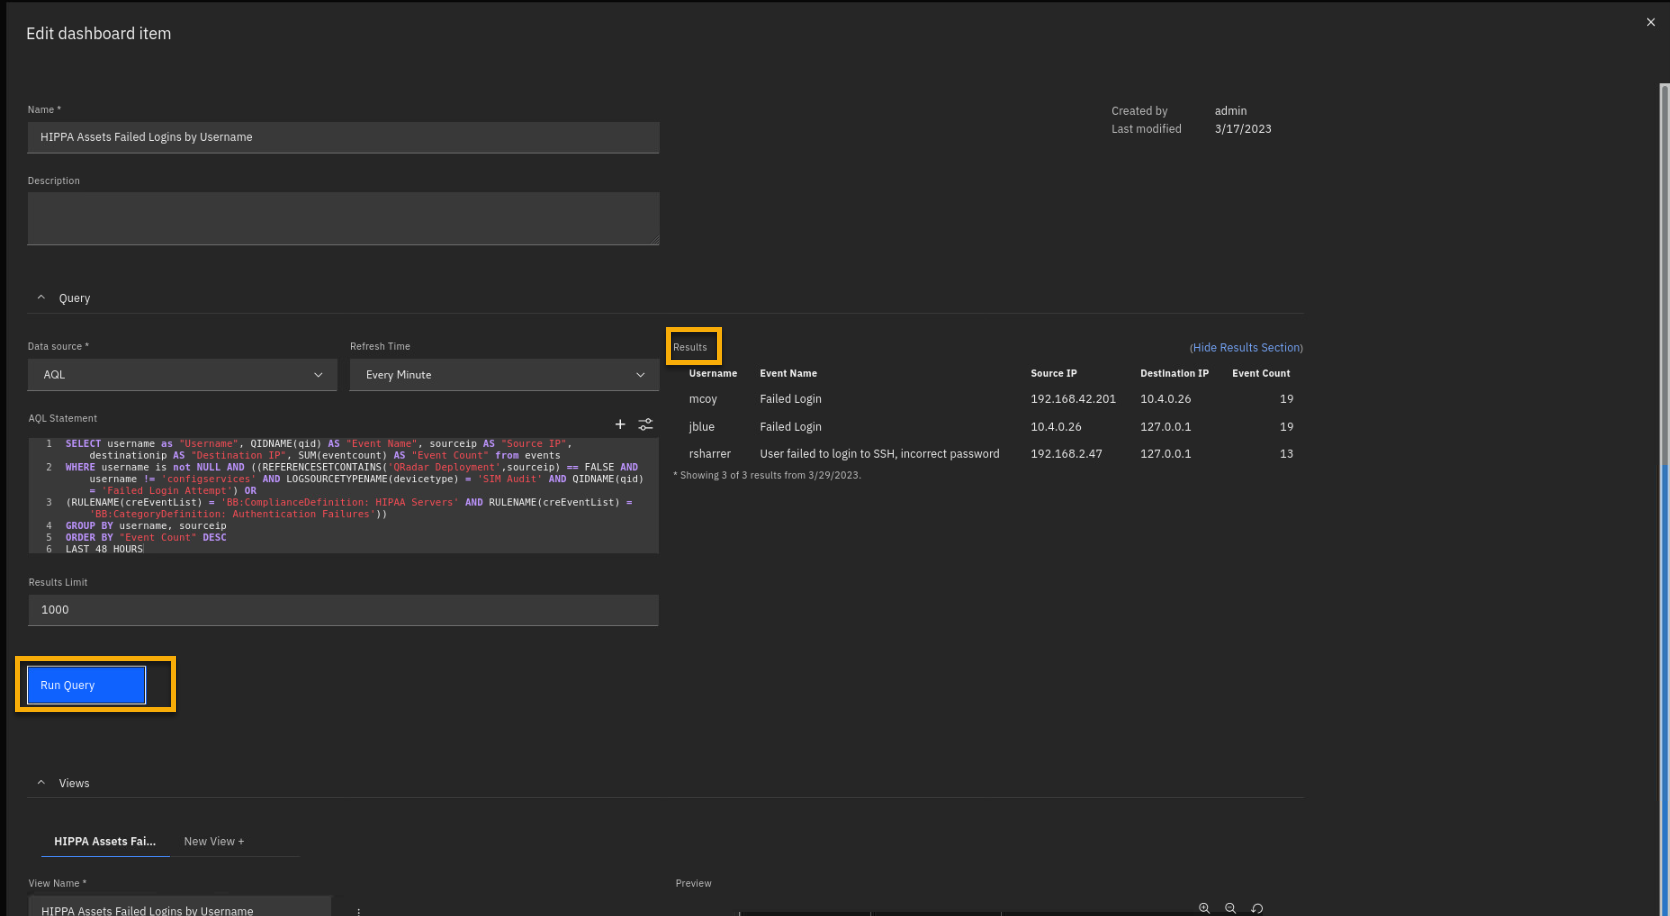 Edit dashboard item
Name *
HIPPA Assets Failed Logins by Username
Created by admin
Last modified 3/17/2023
Description
Query
Data source *
AQL
Refresh Time
Every Minute
AQL Statement
1 SELECT username as "Username", QIDNAME(qid) AS "Event Name", sourceip AS "Source IP",
destinationip AS "Destination IP", SUM(eventcount) AS "Event Count" from events
2 WHERE username is not NULL AND ((REFERENCESETCONTAINS('QRadar Deployment',sourceip) == FALSE AND
username != 'configservices' AND LOGSOURCETYPENAME(devicetype) = 'SIM Audit' AND QIDNAME(qid)
= 'Failed Login Attempt') OR
3 (RULENAME(creEventList) = 'BB:ComplianceDefinition: HIPAA Servers' AND RULENAME(creEventList) =
'BB:CategoryDefinition: Authentication Failures'))
4 GROUP BY username, sourceip
5 ORDER BY "Event Count" DESC
6 LAST 48 HOURS
Results Limit
1000
Run Query
Results
(Hide Results Section)
Username Event Name Source IP Destination IP Event Count
mcoy Failed Login 192.168.42.201 10.4.0.26 19
jblue Failed Login 10.4.0.26 127.0.0.1 19
rsharrer User failed to login to SSH, incorrect password 192.168.2.47 127.0.0.1 13
* Showing 3 of 3 results from 3/29/2023.
Views
HIPPA Assets Fai... New View +
View Name *
HIPPA Assets Failed Logins by Username
Preview